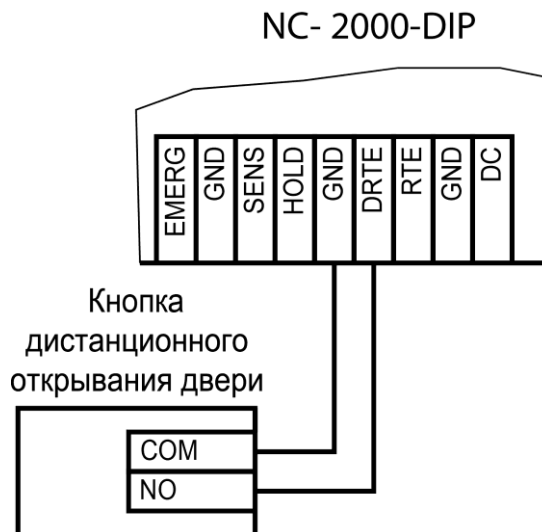 NC- 2000-DIP
EMERG
GND
SENS
HOLD
GND
DRTE
RTE
GND
DC
Кнопка
дистанционного
открывания двери
COM
NO